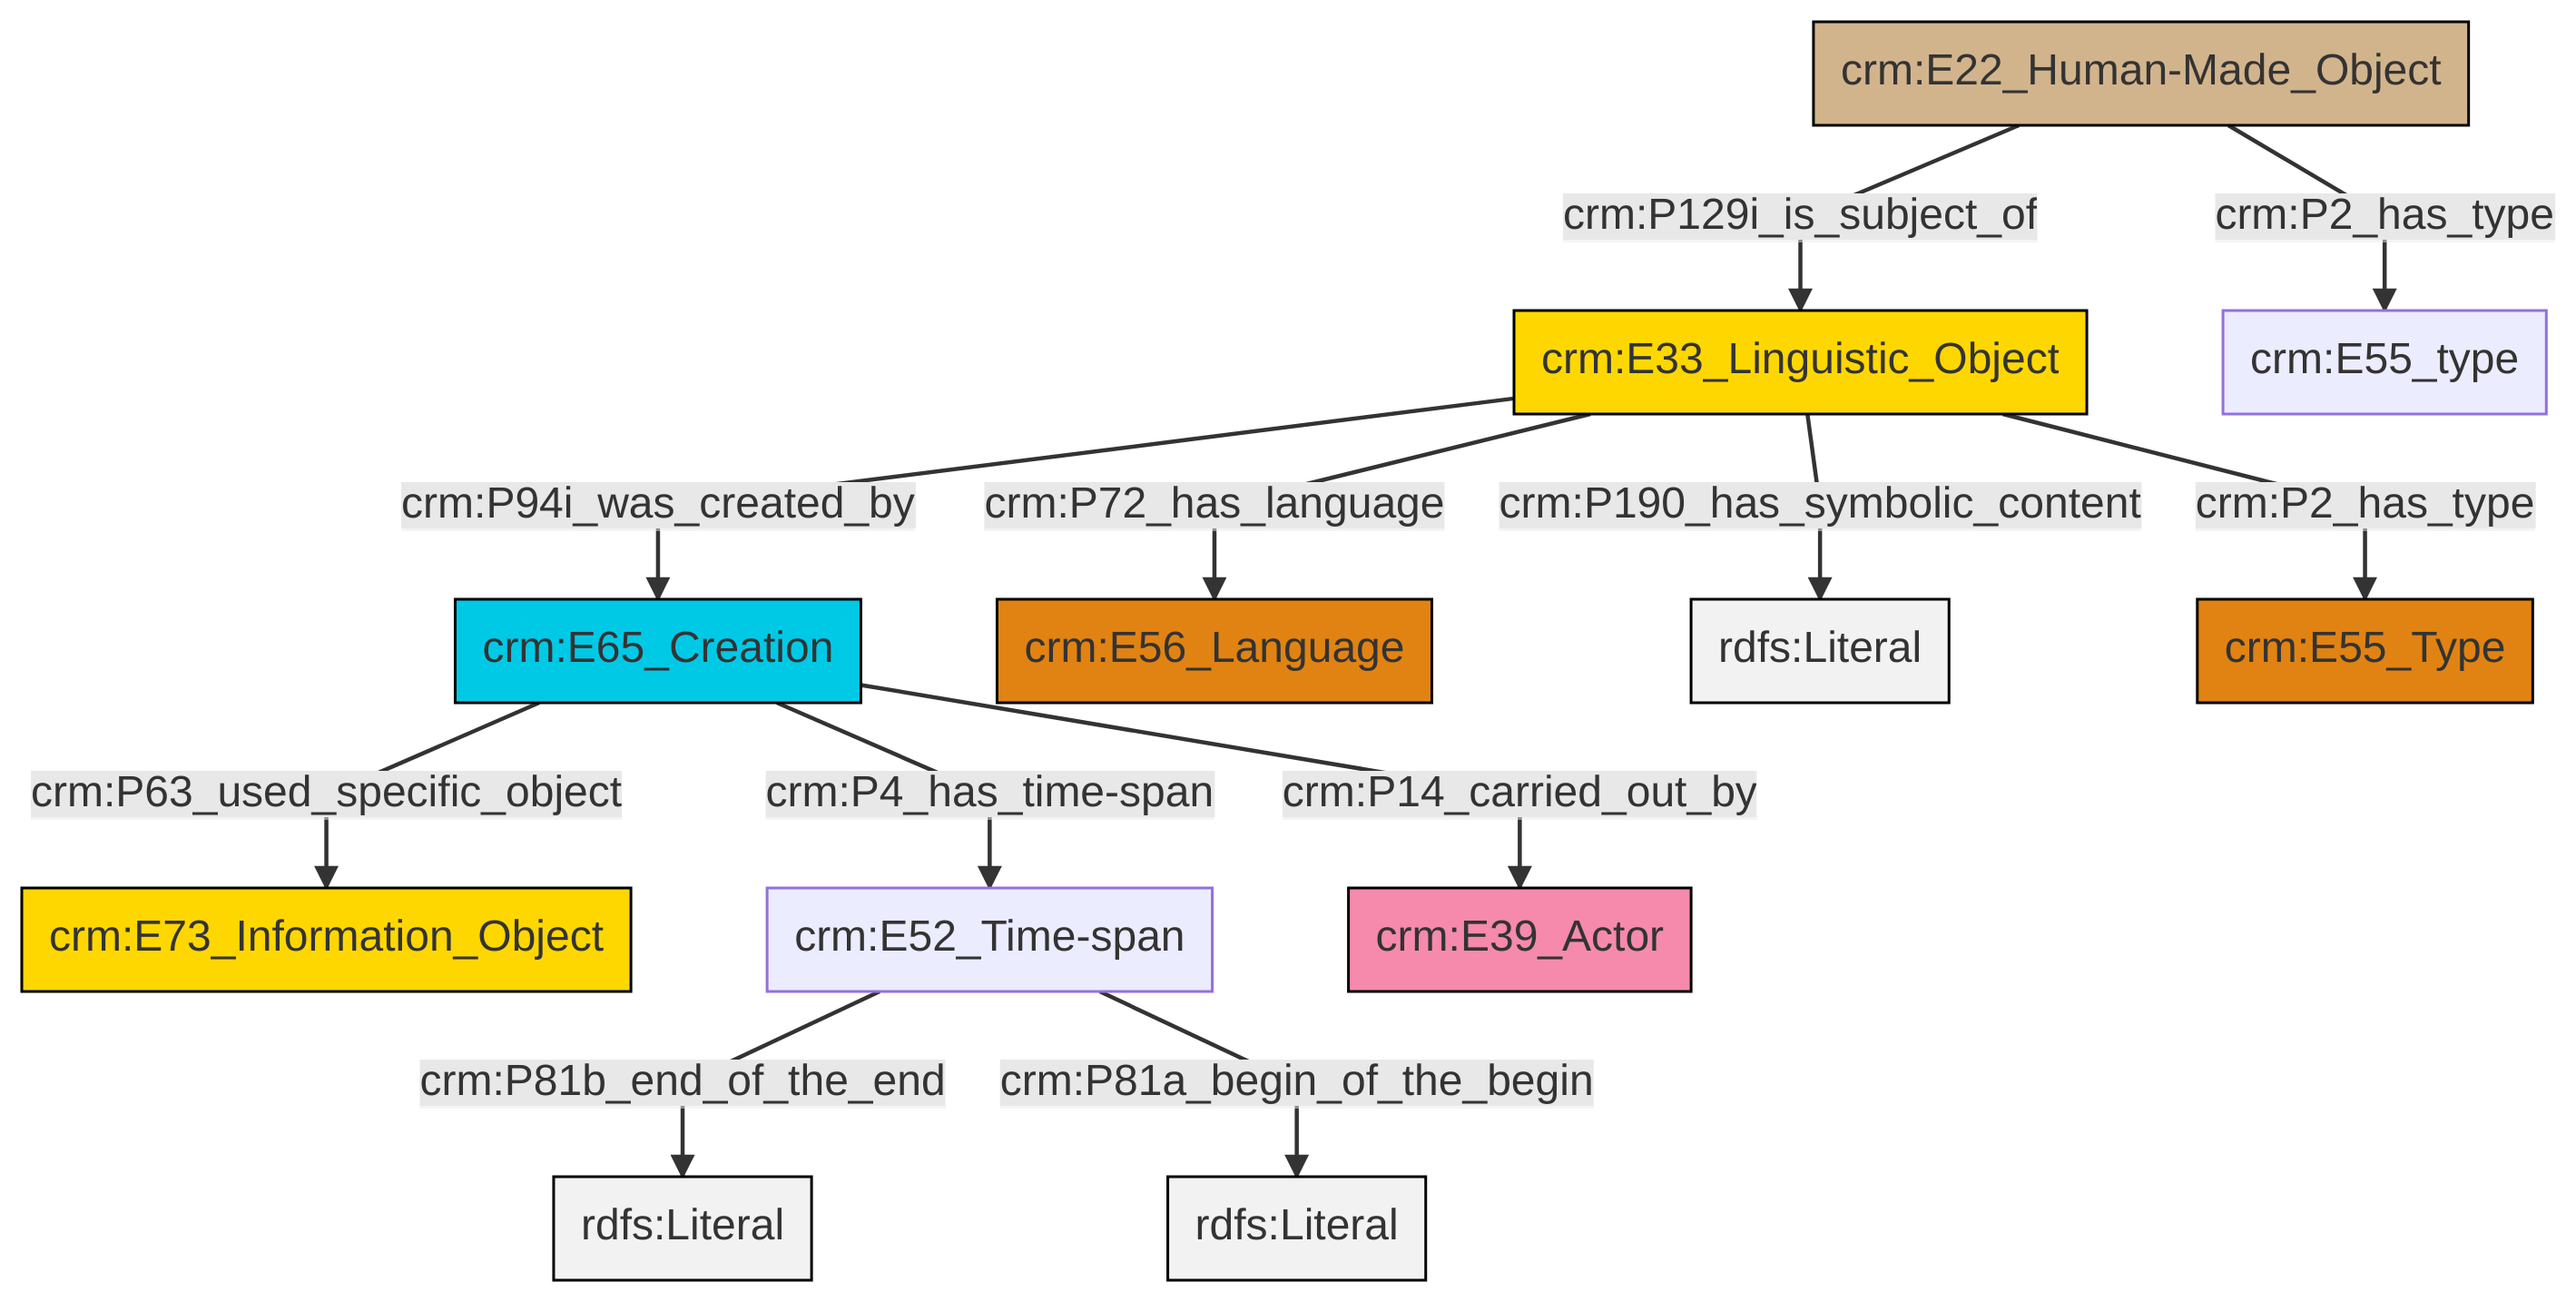 crm:E22_Human-Made_Object
crm:P129i_is_subject_of
crm:P2_has_type
crm:E33_Linguistic_Object
crm:E55_type
crm:P94i_was_created_by
crm:P72_has_language
crm:P190_has_symbolic_content
crm:P2_has_type
crm:E65_Creation
crm:E56_Language
rdfs:Literal
crm:E55_Type
crm:P63_used_specific_object
crm:P4_has_time-span
crm:P14_carried_out_by
crm:E73_Information_Object
crm:E52_Time-span
crm:E39_Actor
crm:P81b_end_of_the_end
crm:P81a_begin_of_the_begin
rdfs:Literal
rdfs:Literal